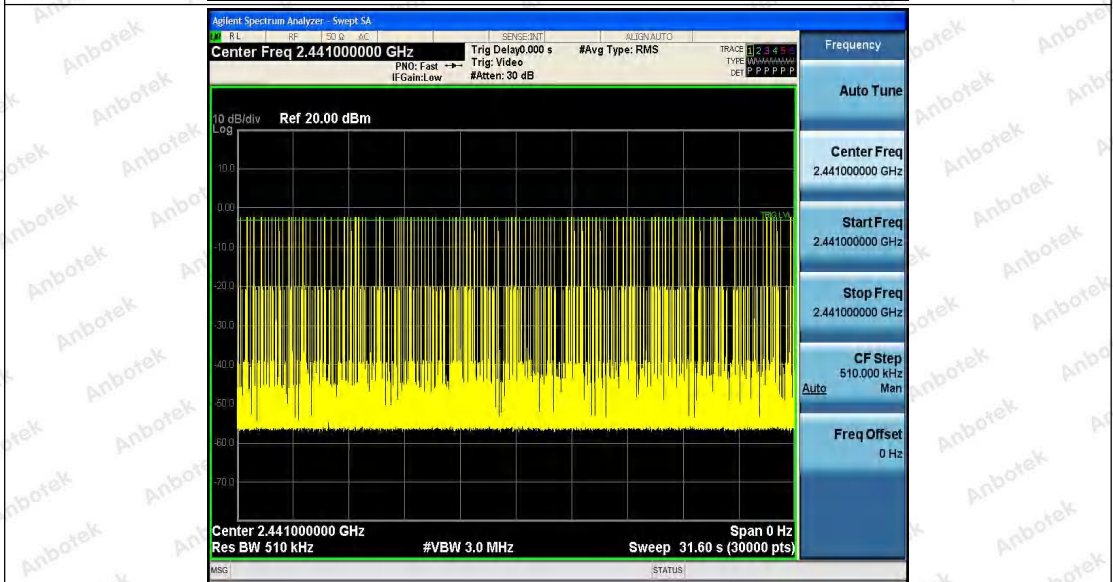 Agilent Spectrum Analyzer - Swept SA
RL RF 50 Ω AC SENSE:INT ALIGN AUTO
Center Freq 2.441000000 GHz
PNO: Fast
IFGain:Low
Trig Delay0.000 s
Trig: Video
#Atten: 30 dB
#Avg Type: RMS
TRACE 1 2 3 4 5 6
TYPE
DET P P P P P P
10 dB/div
Log
Ref 20.00 dBm
10.0
0.00
-10.0
-20.0
-30.0
-40.0
-50.0
-60.0
-70.0
TRIG LVL
Center 2.441000000 GHz
Span 0 Hz
Res BW 510 kHz
#VBW 3.0 MHz
Sweep 31.60 s (30000 pts)
MSG
STATUS
Frequency
Auto Tune
Center Freq
2.441000000 GHz
Start Freq
2.441000000 GHz
Stop Freq
2.441000000 GHz
CF Step
510.000 kHz
Auto Man
Freq Offset
0 Hz
Anbotek